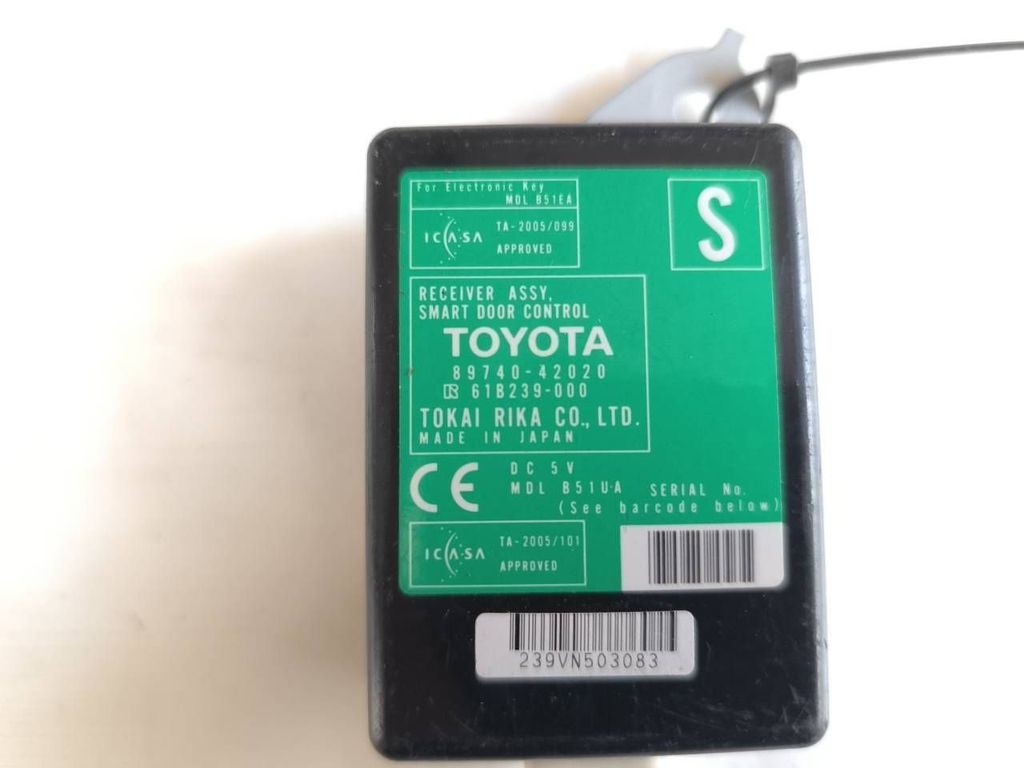 For Electronic Key
MDL B51EA
S
ICASA TA-2005/099
APPROVED
RECEIVER ASSY,
SMART DOOR CONTROL
TOYOTA
89740-42020
R 61B239-000
TOKAI RIKA CO., LTD.
MADE IN JAPAN
CE DC 5V
MDL B51UA SERIAL No.
(See barcode below)
ICASA TA-2005/101
APPROVED
239VN503083